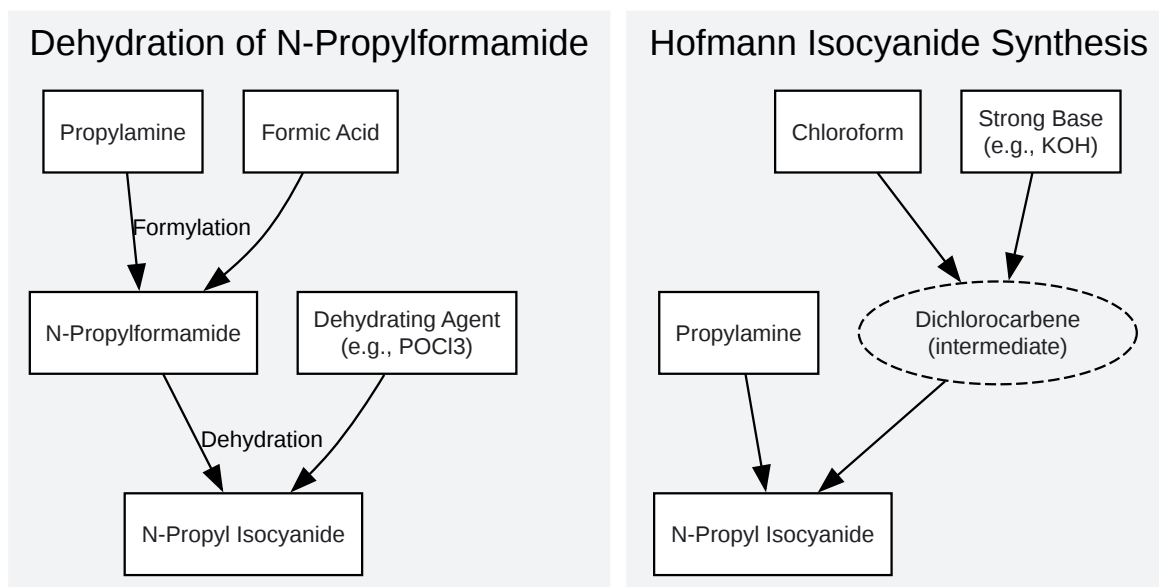 Dehydration of N-Propylformamide
Propylamine
Formic Acid
Formylation
N-Propylformamide
Dehydrating Agent
(e.g., POCl3)
Dehydration
N-Propyl Isocyanide
Hofmann Isocyanide Synthesis
Chloroform
Strong Base
(e.g., KOH)
Propylamine
Dichlorocarbene
(intermediate)
N-Propyl Isocyanide